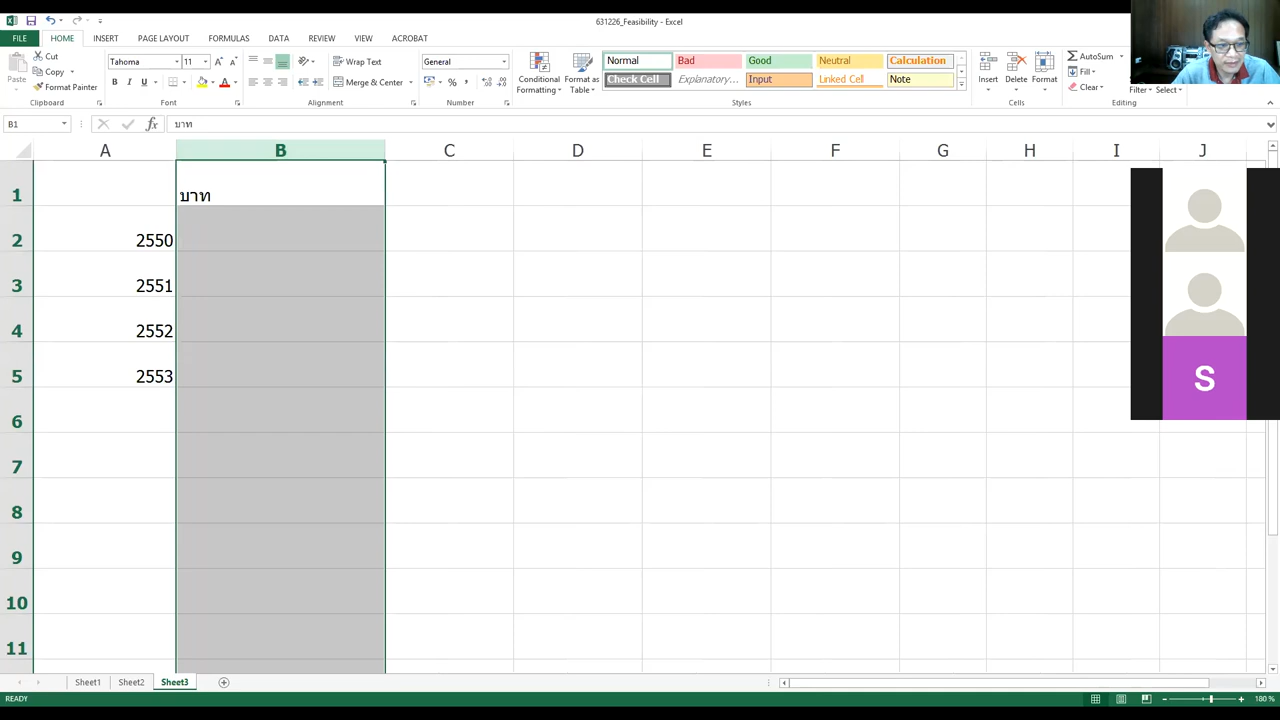 631226_Feasibility - Excel
FILE HOME INSERT PAGE LAYOUT FORMULAS DATA REVIEW VIEW ACROBAT
Cut
Copy
Format Painter
Paste
Clipboard
Tahoma 11
B I U
Font
Wrap Text
Merge & Center
Alignment
General
Number
Conditional Formatting
Format as Table
Normal Bad Good Neutral Calculation
Check Cell Explanatory... Input Linked Cell Note
Styles
Insert Delete Format
Cells
AutoSum
Fill
Clear
Filter Select
Editing
B1 fx บาท
A B C D E F G H I J
1 บาท
2 2550
3 2551
4 2552
5 2553
6
7
8
9
10
11
S
Sheet1 Sheet2 Sheet3
READY 180 %